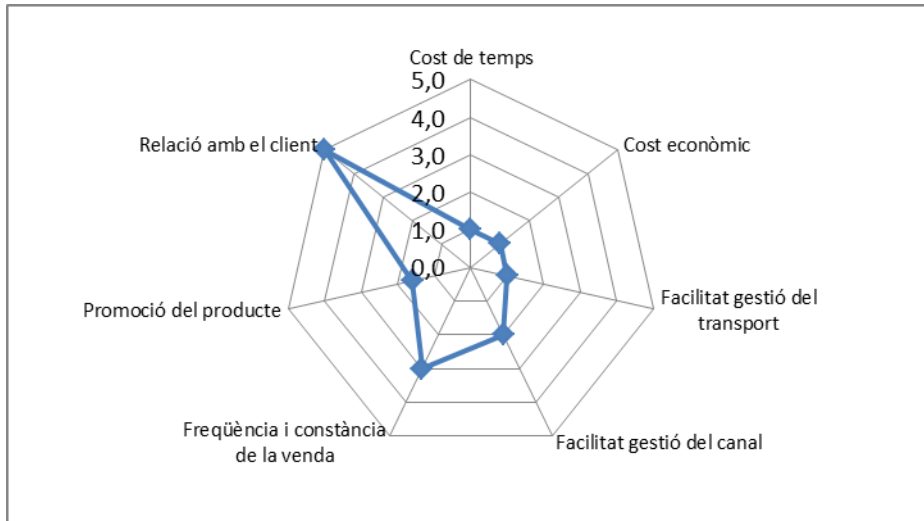 Cost de temps
5,0
4,0
3,0
2,0
1,0
0,0
Cost econòmic
Facilitat gestió del
transport
Facilitat gestió del canal
Freqüència i constància
de la venda
Promoció del producte
Relació amb el client